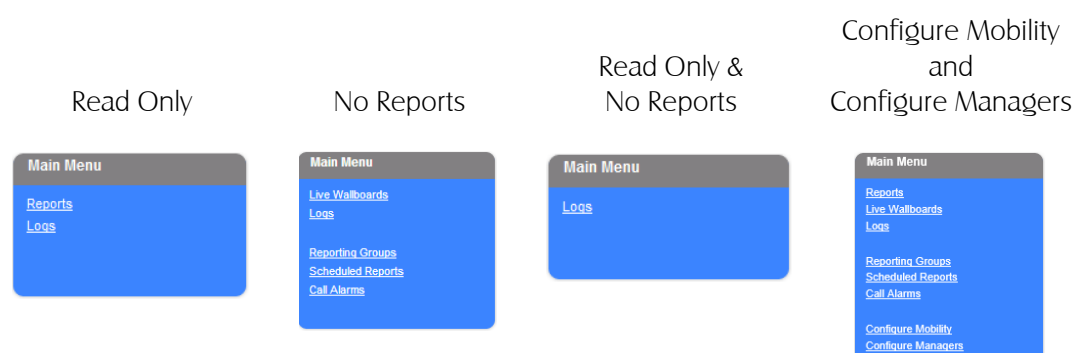 Read Only
Main Menu
Reports
Logs
No Reports
Main Menu
Live Wallboards
Logs
Reporting Groups
Scheduled Reports
Call Alarms
Read Only &
No Reports
Main Menu
Logs
Configure Mobility
and
Configure Managers
Main Menu
Reports
Live Wallboards
Logs
Reporting Groups
Scheduled Reports
Call Alarms
Configure Mobility
Configure Managers